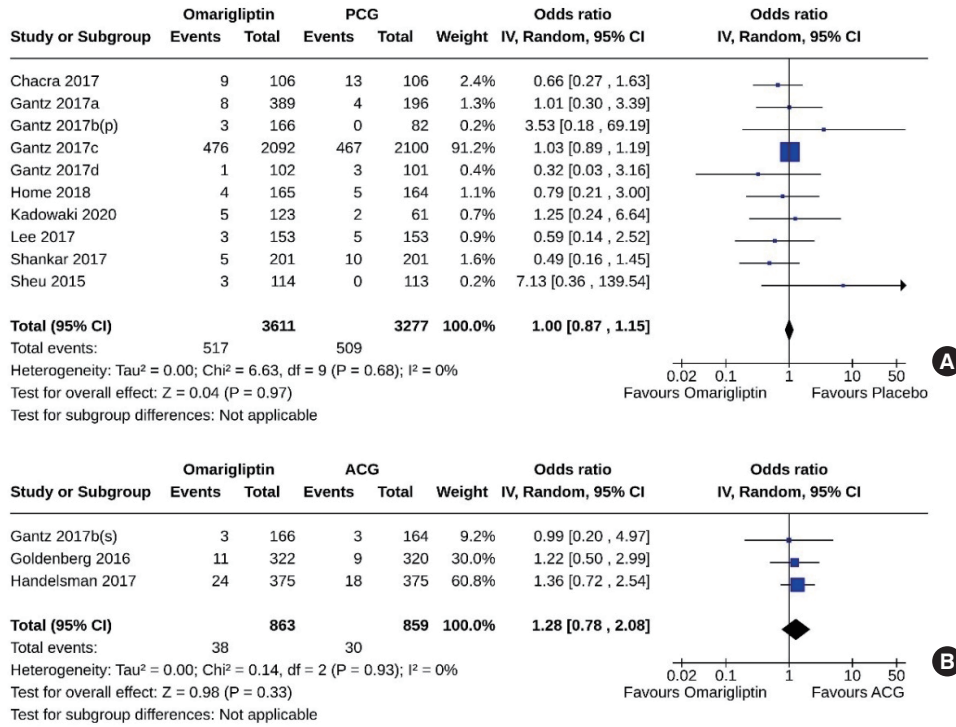 Omarigliptin PCG Odds ratio Odds ratio
Study or Subgroup Events Total Events Total Weight IV, Random, 95% CI IV, Random, 95% CI
Chacra 2017 9 106 13 106 2.4% 0.66 [0.27 , 1.63]
Gantz 2017a 8 389 4 196 1.3% 1.01 [0.30 , 3.39]
Gantz 2017b(p) 3 166 0 82 0.2% 3.53 [0.18 , 69.19]
Gantz 2017c 476 2092 467 2100 91.2% 1.03 [0.89 , 1.19]
Gantz 2017d 1 102 3 101 0.4% 0.32 [0.03 , 3.16]
Home 2018 4 165 5 164 1.1% 0.79 [0.21 , 3.00]
Kadowaki 2020 5 123 2 61 0.7% 1.25 [0.24 , 6.64]
Lee 2017 3 153 5 153 0.9% 0.59 [0.14 , 2.52]
Shankar 2017 5 201 10 201 1.6% 0.49 [0.16 , 1.45]
Sheu 2015 3 114 0 113 0.2% 7.13 [0.36 , 139.54]
Total (95% CI) 3611 3277 100.0% 1.00 [0.87 , 1.15]
Total events: 517 509
Heterogeneity: Tau² = 0.00; Chi² = 6.63, df = 9 (P = 0.68); I² = 0%
Test for overall effect: Z = 0.04 (P = 0.97)
Test for subgroup differences: Not applicable
0.02 0.1 1 10 50
Favours Omarigliptin Favours Placebo
A
Omarigliptin ACG Odds ratio Odds ratio
Study or Subgroup Events Total Events Total Weight IV, Random, 95% CI IV, Random, 95% CI
Gantz 2017b(s) 3 166 3 164 9.2% 0.99 [0.20 , 4.97]
Goldenberg 2016 11 322 9 320 30.0% 1.22 [0.50 , 2.99]
Handelsman 2017 24 375 18 375 60.8% 1.36 [0.72 , 2.54]
Total (95% CI) 863 859 100.0% 1.28 [0.78 , 2.08]
Total events: 38 30
Heterogeneity: Tau² = 0.00; Chi² = 0.14, df = 2 (P = 0.93); I² = 0%
Test for overall effect: Z = 0.98 (P = 0.33)
Test for subgroup differences: Not applicable
0.02 0.1 1 10 50
Favours Omarigliptin Favours ACG
B